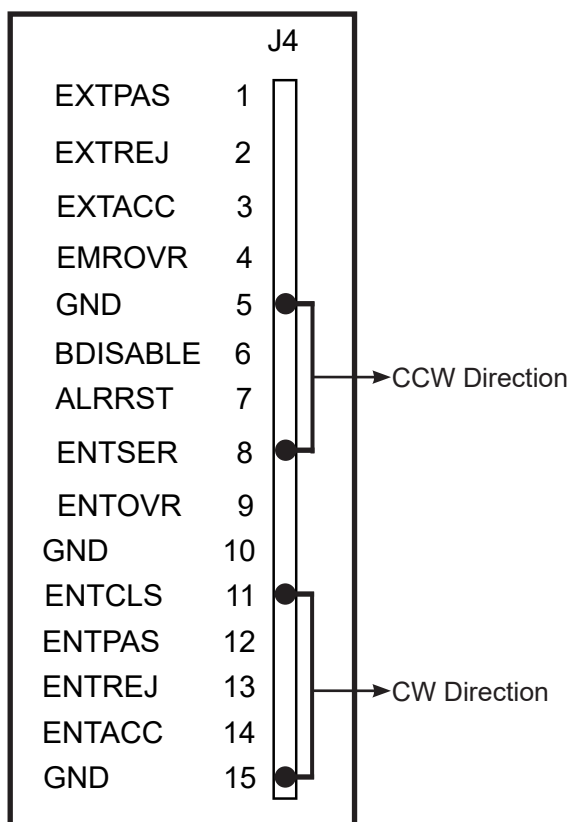 J4
EXTPAS 1
EXTREJ 2
EXTACC 3
EMROVR 4
GND 5
BDISABLE 6
CCW Direction
ALRRST 7
ENTSER 8
ENTOVR 9
GND 10
ENTCLS 11
ENTPAS 12
ENTREJ 13
CW Direction
ENTACC 14
GND 15